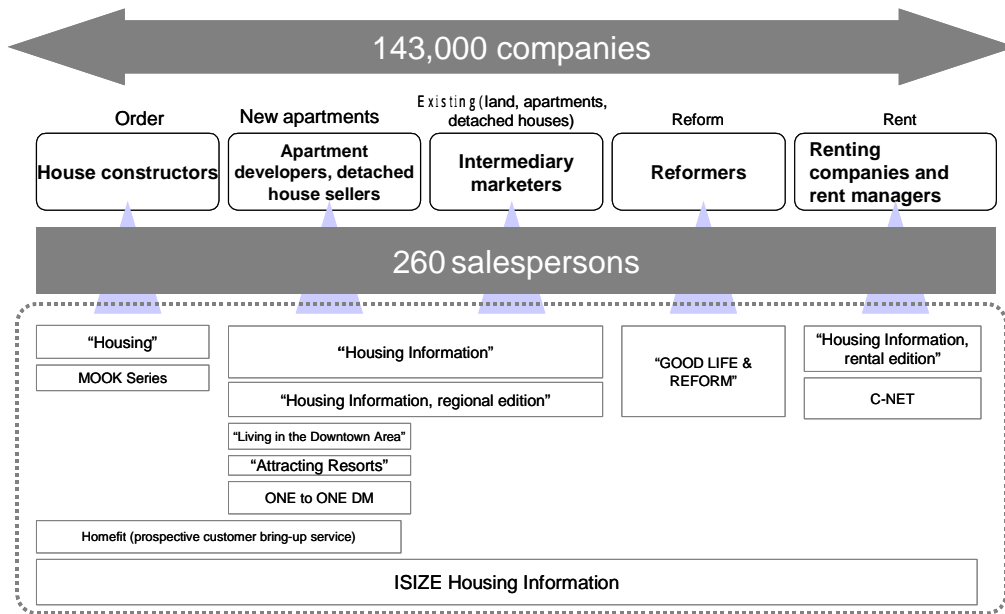 143,000 companies
Order
New apartments
Existing(land, apartments,
detached houses)
Reform
Rent
House constructors
Apartment
developers, detached
house sellers
Intermediary
marketers
Reformers
Renting
companies and
rent managers
260 salespersons
“Housing”
MOOK Series
“Housing Information”
“Housing Information, regional edition”
“Living in the Downtown Area”
“Attracting Resorts”
ONE to ONE DM
“GOOD LIFE &
REFORM”
“Housing Information,
rental edition”
C-NET
Homefit (prospective customer bring-up service)
ISIZE Housing Information